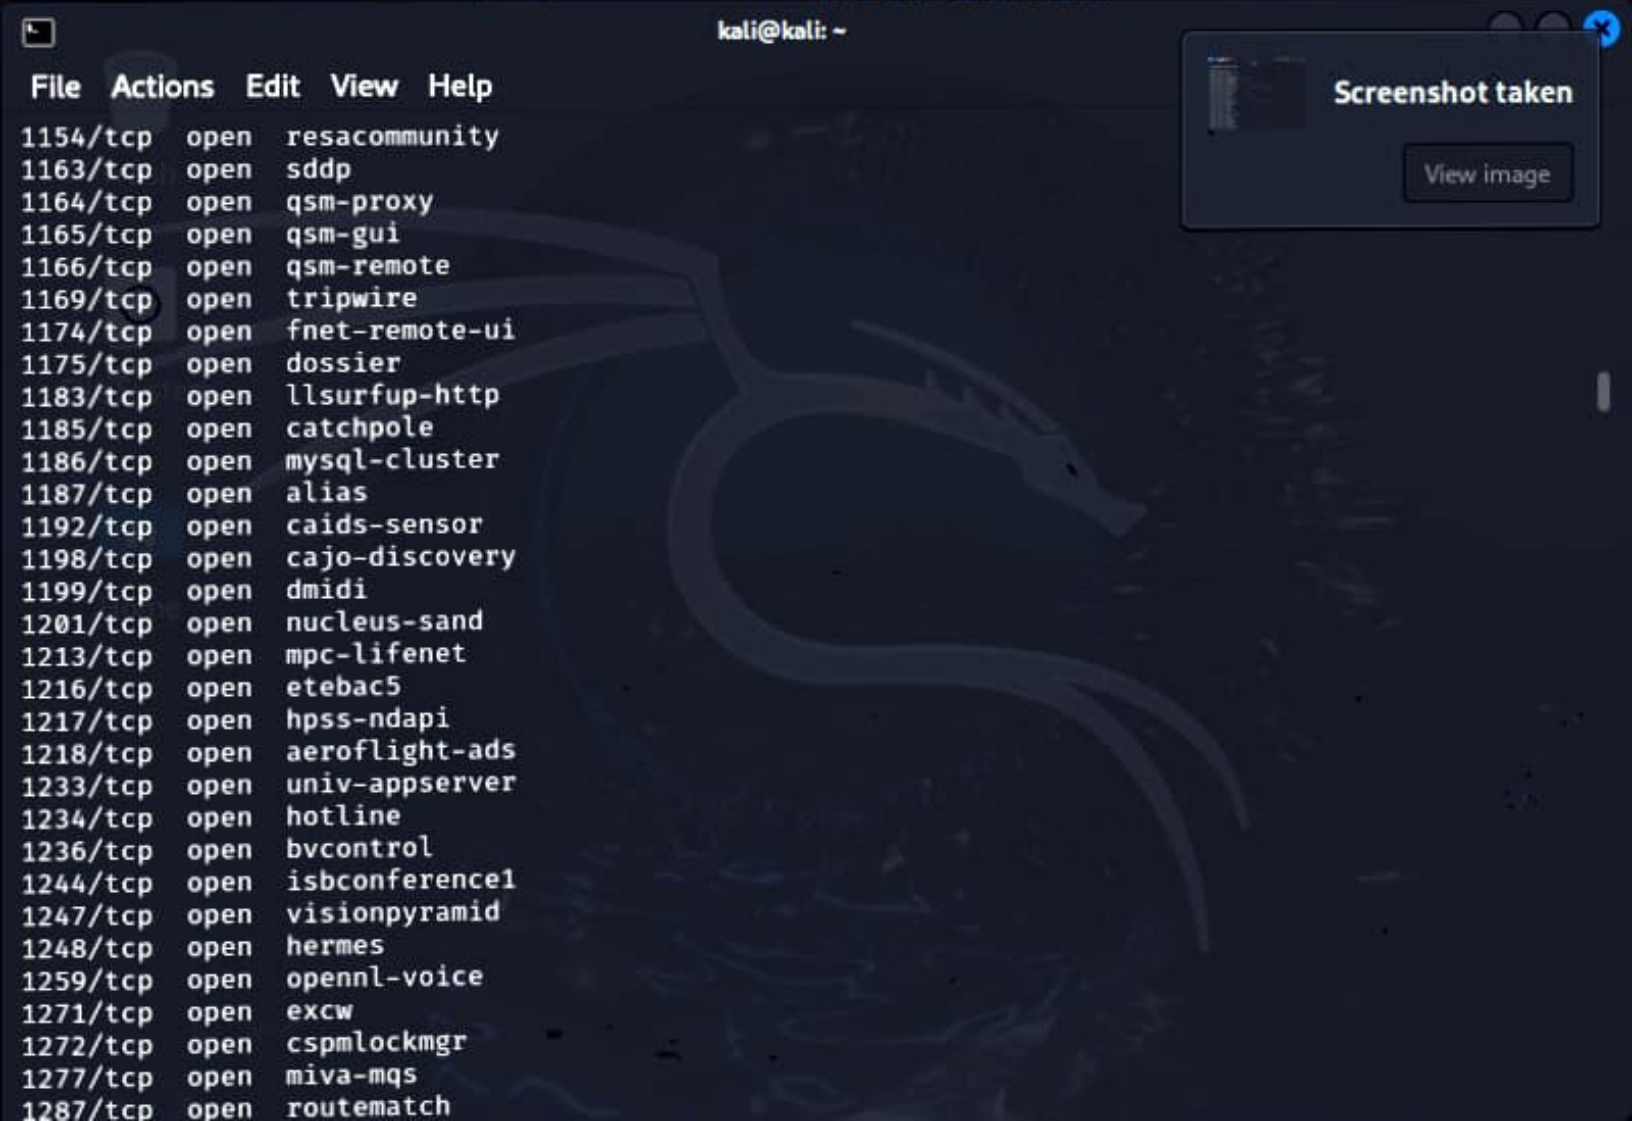 kali@kali: ~
File Actions Edit View Help
Screenshot taken
View image
1154/tcp open resacommunity
1163/tcp open sddp
1164/tcp open qsm-proxy
1165/tcp open qsm-gui
1166/tcp open qsm-remote
1169/tcp open tripwire
1174/tcp open fnet-remote-ui
1175/tcp open dossier
1183/tcp open llsurfup-http
1185/tcp open catchpole
1186/tcp open mysql-cluster
1187/tcp open alias
1192/tcp open caids-sensor
1198/tcp open cajo-discovery
1199/tcp open dmidi
1201/tcp open nucleus-sand
1213/tcp open mpc-lifenet
1216/tcp open etebac5
1217/tcp open hpss-ndapi
1218/tcp open aeroflight-ads
1233/tcp open univ-appserver
1234/tcp open hotline
1236/tcp open bvcontrol
1244/tcp open isbconference1
1247/tcp open visionpyramid
1248/tcp open hermes
1259/tcp open opennl-voice
1271/tcp open excw
1272/tcp open cspmlockmgr
1277/tcp open miva-mqs
1287/tcp open routematch